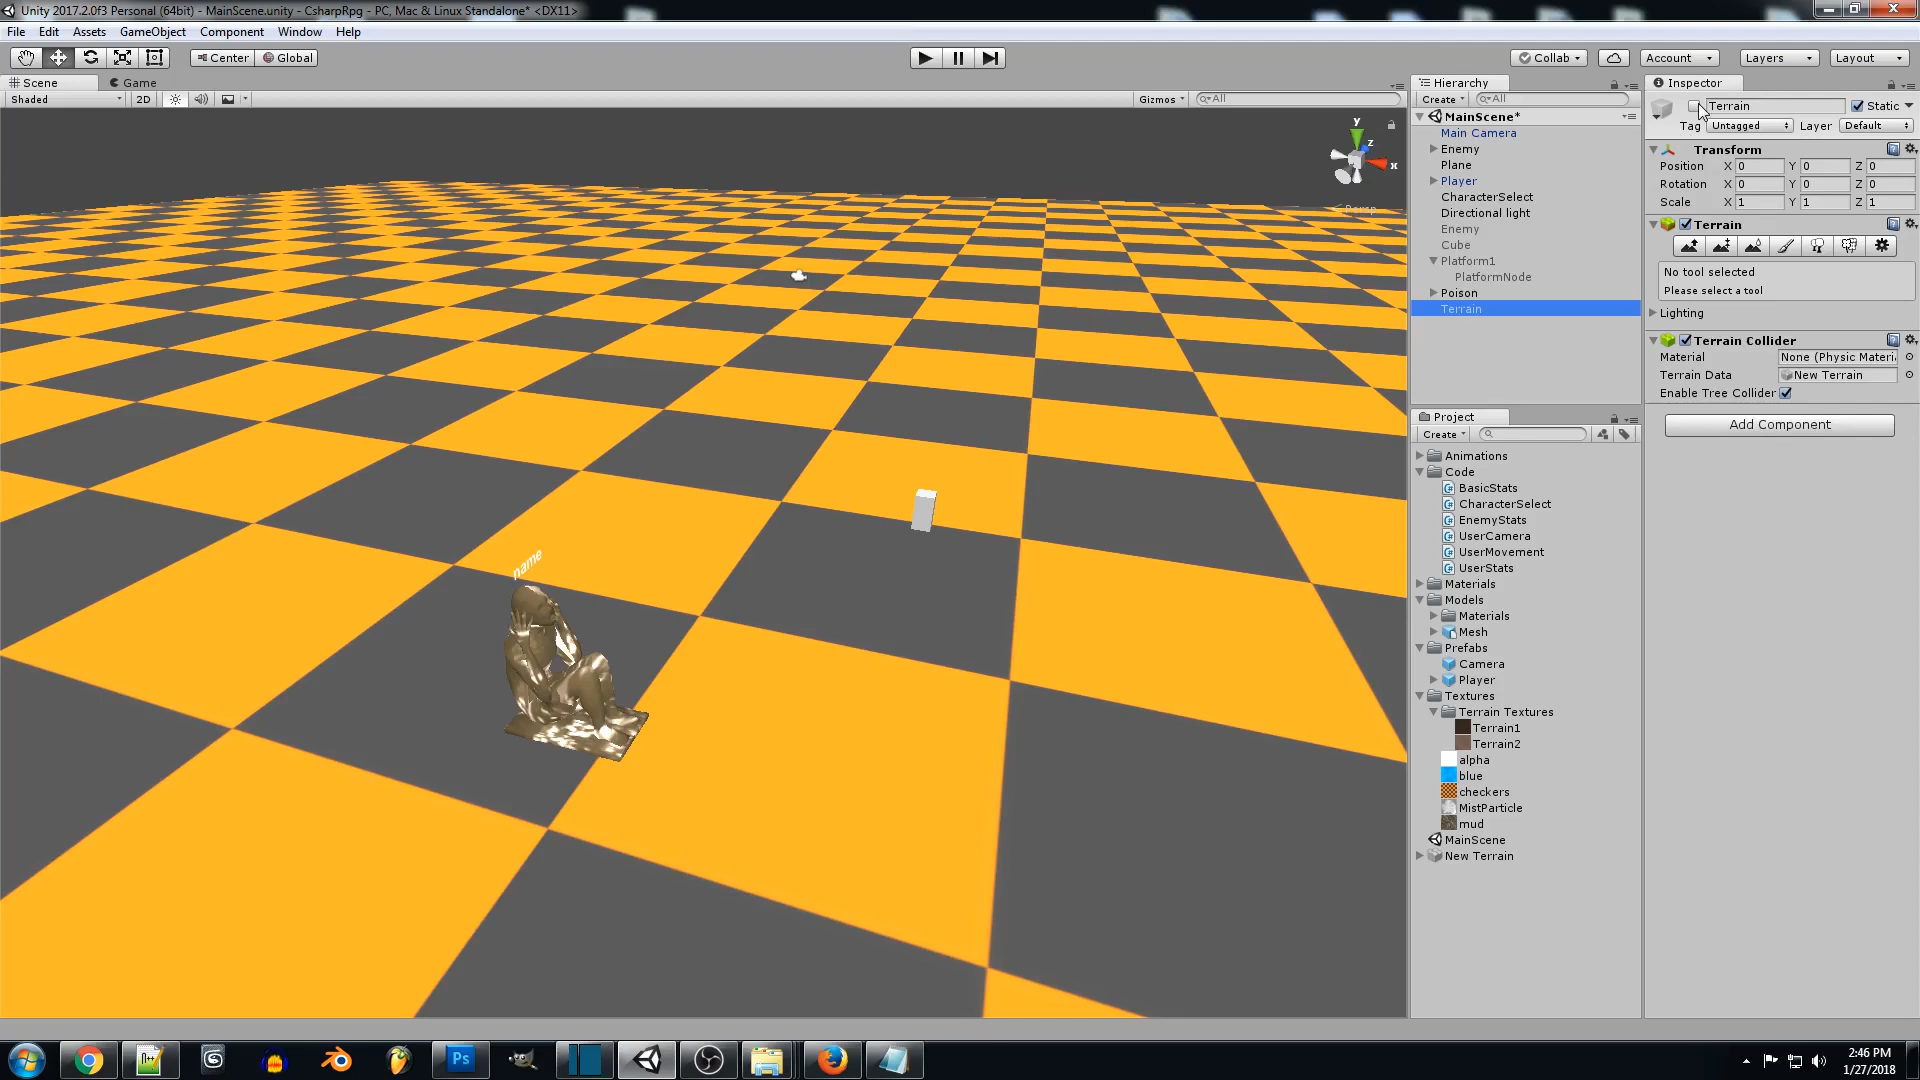 Unity 2017.2.0f3 Personal (64bit) - MainScene.unity - CsharpRpg - PC, Mac & Linux Standalone* <DX11>
File Edit Assets GameObject Component Window Help
Center Global Collab Account Layers Layout
Scene Game
Shaded 2D Gizmos All
Hierarchy
Create All
MainScene*
Main Camera
Enemy
Plane
Player
CharacterSelect
Directional light
Enemy
Cube
Platform1
PlatformNode
Poison
Terrain
Inspector
Terrain Static
Tag Untagged Layer Default
Transform
Position X 0 Y 0 Z 0
Rotation X 0 Y 0 Z 0
Scale X 1 Y 1 Z 1
Terrain
No tool selected
Please select a tool
Lighting
Terrain Collider
Material None (Physic Materi
Terrain Data New Terrain
Enable Tree Collider
Add Component
Project
Create
Animations
Code
BasicStats
CharacterSelect
EnemyStats
UserCamera
UserMovement
UserStats
Materials
Models
Materials
Mesh
Prefabs
Camera
Player
Textures
Terrain Textures
Terrain1
Terrain2
alpha
blue
checkers
MistParticle
mud
MainScene
New Terrain
y
z
x
Persp
name
Ps
2:46 PM
1/27/2018